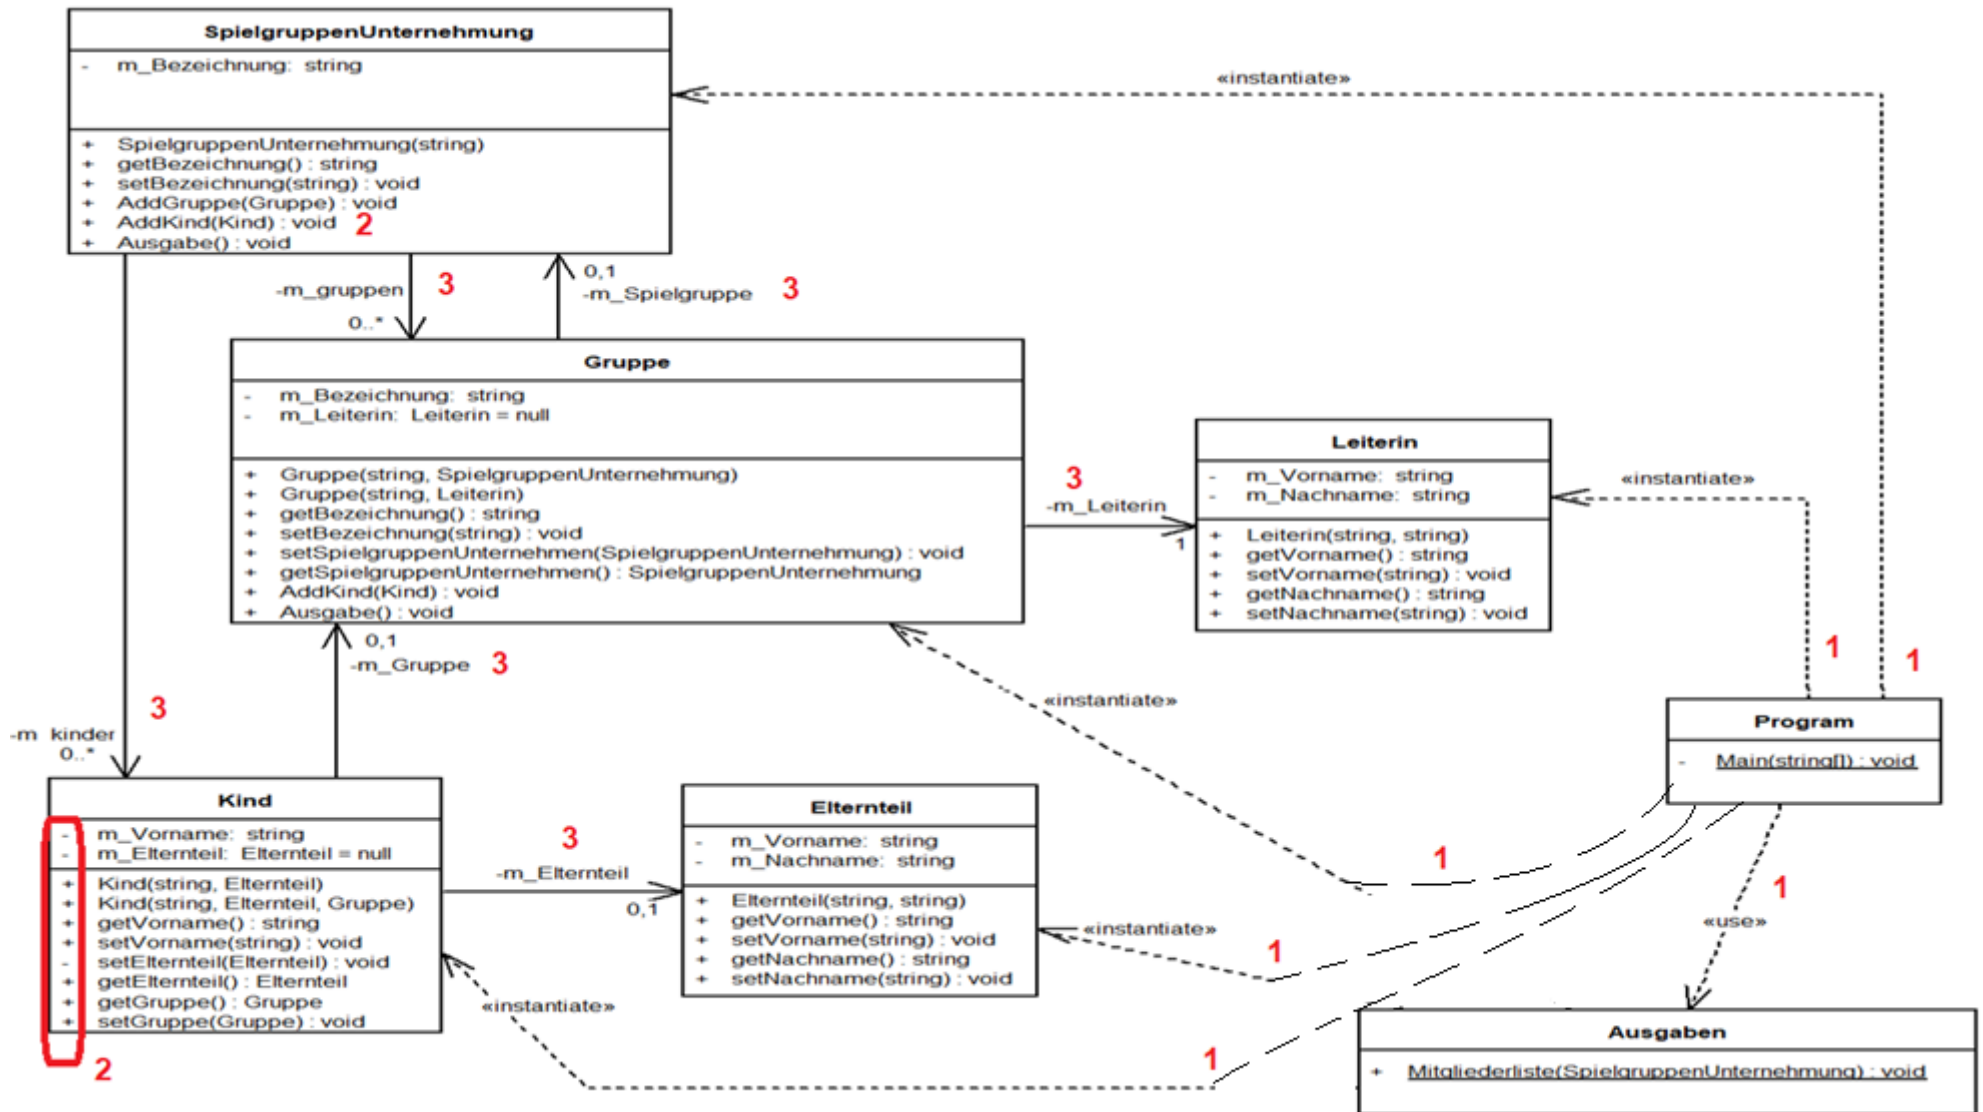 SpielgruppenUnternehmung
- m_Bezeichnung: string
+ SpielgruppenUnternehmung(string)
+ getBezeichnung() : string
+ setBezeichnung(string) : void
+ AddGruppe(Gruppe) : void
+ AddKind(Kind) : void 2
+ Ausgabe() : void
«instantiate»
-m_gruppen 3
0..*
0,1
-m_Spielgruppe 3
Gruppe
- m_Bezeichnung: string
- m_Leiterin: Leiterin = null
+ Gruppe(string, SpielgruppenUnternehmung)
+ Gruppe(string, Leiterin)
+ getBezeichnung() : string
+ setBezeichnung(string) : void
+ setSpielgruppenUnternehmen(SpielgruppenUnternehmung) : void
+ getSpielgruppenUnternehmen() : SpielgruppenUnternehmung
+ AddKind(Kind) : void
+ Ausgabe() : void
3
-m_Leiterin
1
Leiterin
- m_Vorname: string
- m_Nachname: string
+ Leiterin(string, string)
+ getVorname() : string
+ setVorname(string) : void
+ getNachname() : string
+ setNachname(string) : void
«instantiate»
1
1
0,1
-m_Gruppe 3
3
-m_kinder
0..*
«instantiate»
1
Program
- Main(string[]) : void
Kind
- m_Vorname: string
- m_Elternteil: Elternteil = null
+ Kind(string, Elternteil)
+ Kind(string, Elternteil, Gruppe)
+ getVorname() : string
+ setVorname(string) : void
- setElternteil(Elternteil) : void
+ getElternteil() : Elternteil
+ getGruppe() : Gruppe
+ setGruppe(Gruppe) : void
2
3
-m_Elternteil
0,1
Elternteil
- m_Vorname: string
- m_Nachname: string
+ Elternteil(string, string)
+ getVorname() : string
+ setVorname(string) : void
+ getNachname() : string
+ setNachname(string) : void
«instantiate»
1
«instantiate»
1
1
«use»
Ausgaben
+ Mitgliederliste(SpielgruppenUnternehmung) : void